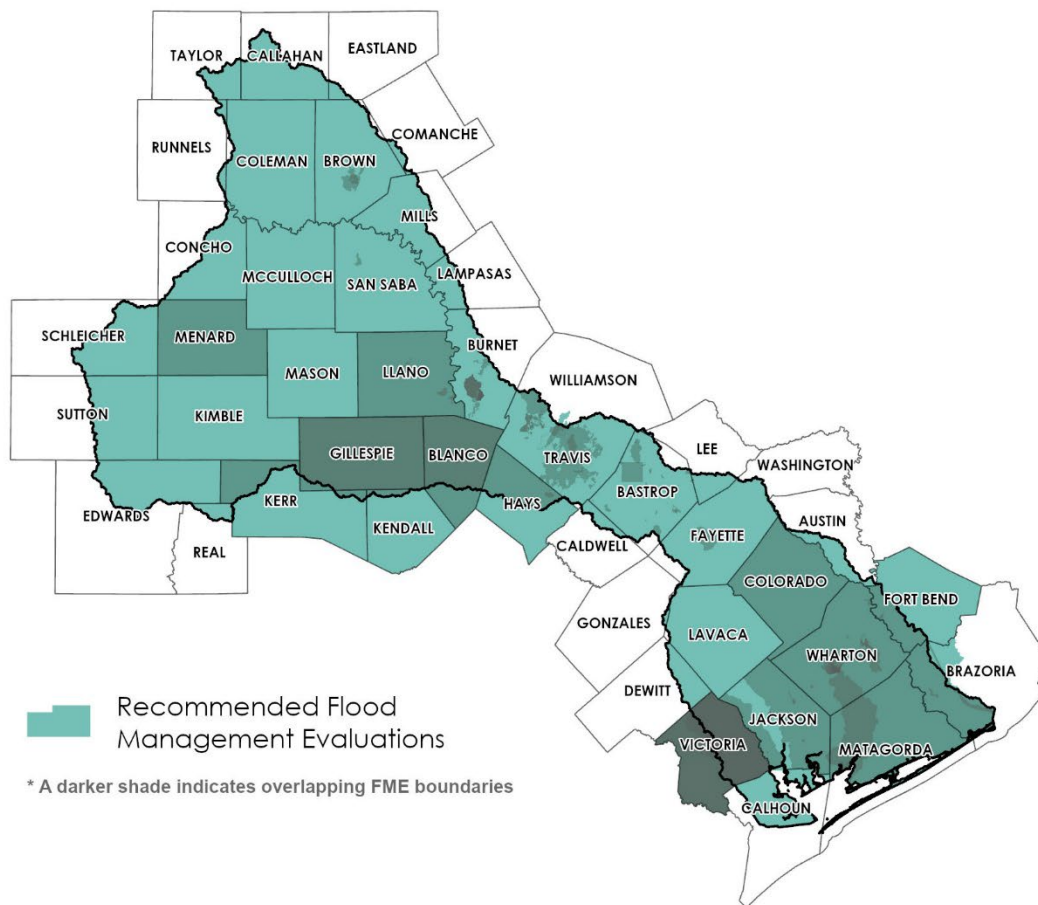 TAYLOR
CALLAHAN
EASTLAND
RUNNELS
COLEMAN
BROWN
COMANCHE
MILLS
CONCHO
MCCULLOCH
SAN SABA
LAMPASAS
SCHLEICHER
MENARD
MASON
LLANO
BURNET
WILLIAMSON
SUTTON
KIMBLE
GILLESPIE
BLANCO
TRAVIS
LEE
WASHINGTON
EDWARDS
REAL
KERR
KENDALL
HAYS
BASTROP
CALDWELL
FAYETTE
AUSTIN
COLORADO
FORT BEND
GONZALES
LAVACA
WHARTON
BRAZORIA
DEWITT
JACKSON
VICTORIA
MATAGORDA
CALHOUN
Recommended Flood
Management Evaluations
* A darker shade indicates overlapping FME boundaries